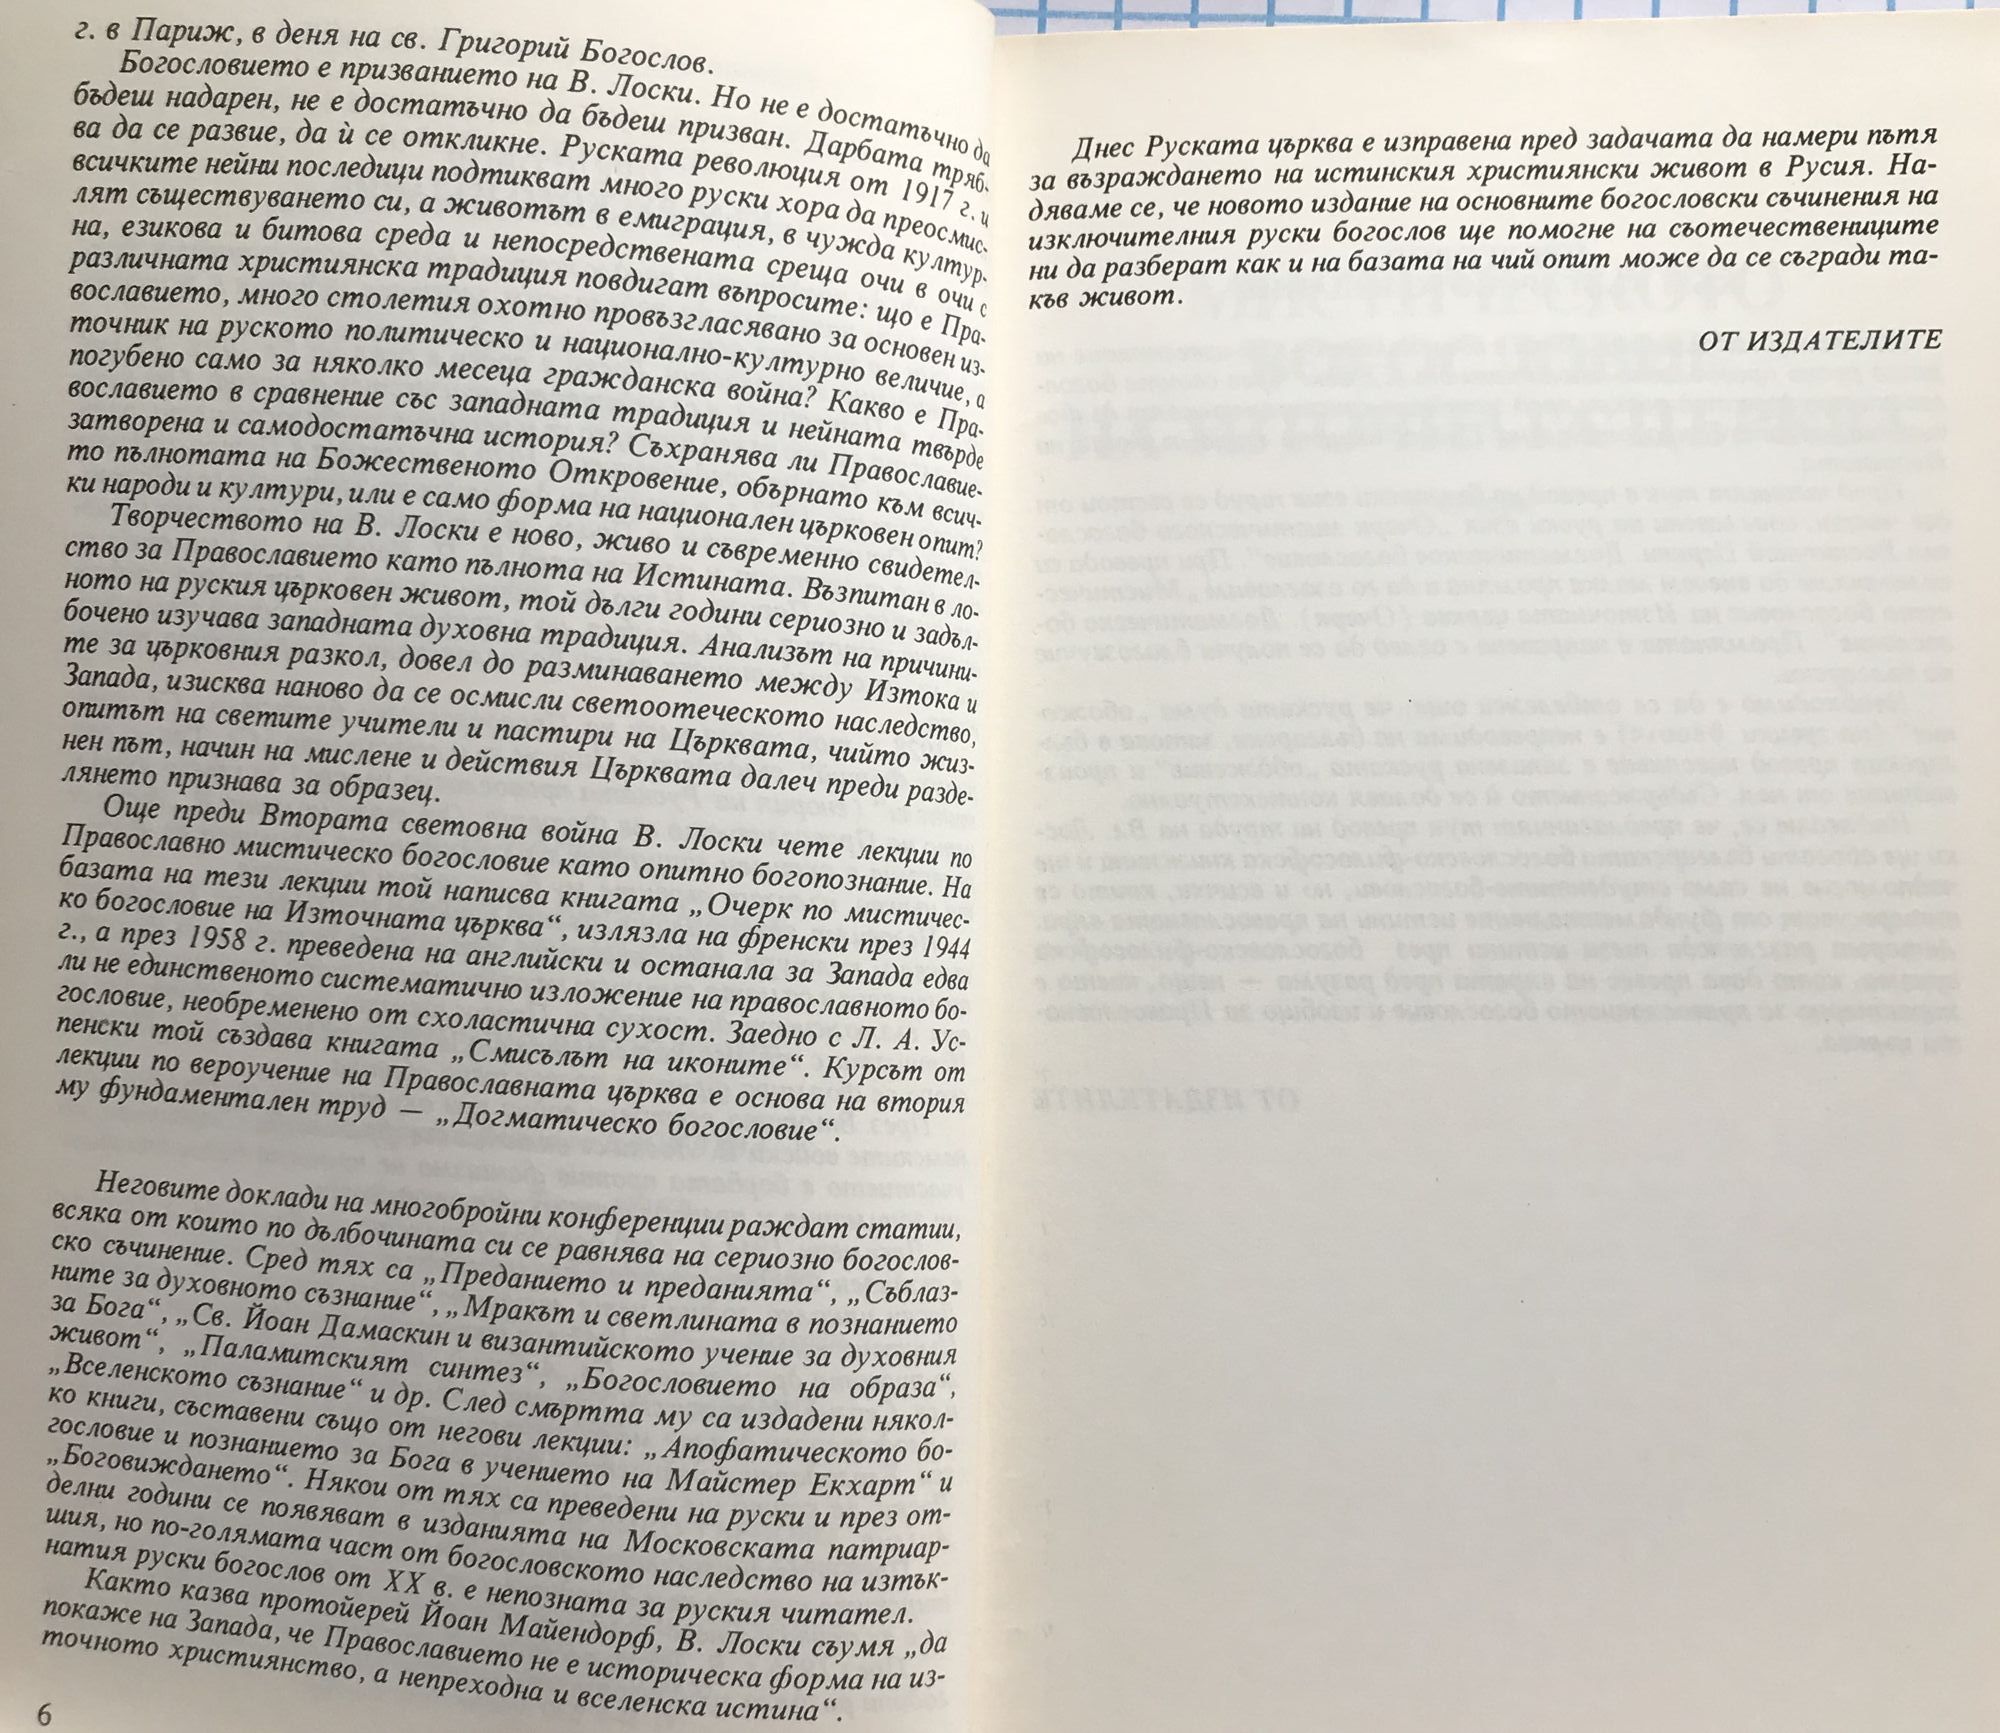 г. в Париж, в деня на св. Григорий Богослов.
Богословието е призванието на В. Лоски. Но не е достатъчно да
бъдеш надарен, не е достатъчно да бъдеш призван. Дарбата тряб-
ва да се развие, да ѝ се откликне. Руската революция от 1917 г. и
всичките нейни последици подтикват много руски хора да преосмис-
лят съществуването си, а животът в емиграция, в чужда култур-
на, езикова и битова среда и непосредствената среща очи в очи с
различната християнска традиция повдигат въпросите: що е Пра-
вославието, много столетия охотно провъзгласявано за основен из-
точник на руското политическо и национално-културно величие, а
погубено само за няколко месеца гражданска война? Какво е Пра-
вославието в сравнение със западната традиция и нейната твърде
затворена и самодостатъчна история? Съхранява ли Православие-
то пълнотата на Божественото Откровение, обърнато към всич-
ки народи и култури, или е само форма на национален църковен опит?
Творчеството на В. Лоски е ново, живо и съвременно свидетел-
ство за Православието като пълнота на Истината. Възпитан в ло-
ното на руския църковен живот, той дълги години сериозно и задъл-
бочено изучава западната духовна традиция. Анализът на причини-
те за църковния разкол, довел до разминаването между Изтока и
Запада, изисква наново да се осмисли светоотеческото наследство,
опитът на светите учители и пастири на Църквата, чийто жиз-
нен път, начин на мислене и действия Църквата далеч преди разде-
лянето признава за образец.
Още преди Втората световна война В. Лоски чете лекции по
Православно мистическо богословие като опитно богопознание. На
базата на тези лекции той написва книгата „Очерк по мистичес-
ко богословие на Източната църква“, излязла на френски през 1944
г., а през 1958 г. преведена на английски и останала за Запада едва
ли не единственото систематично изложение на православното бо-
гословие, необременено от схоластична сухост. Заедно с Л. А. Ус-
пенски той създава книгата „Смисълът на иконите“. Курсът от
лекции по вероучение на Православната църква е основа на втория
му фундаментален труд — „Догматическо богословие“.
Неговите доклади на многобройни конференции раждат статии,
всяка от които по дълбочината си се равнява на сериозно богослов-
ско съчинение. Сред тях са „Преданието и преданията“, „Съблаз-
ните за духовното съзнание“, „Мракът и светлината в познанието
за Бога“, „Св. Йоан Дамаскин и византийското учение за духовния
живот“, „Паламитският синтез“, „Богословието на образа“,
„Вселенското съзнание“ и др. След смъртта му са издадени някол-
ко книги, съставени също от негови лекции: „Апофатическото бо-
гословие и познанието за Бога в учението на Майстер Екхарт“ и
„Боговиждането“. Някои от тях са преведени на руски и през от-
делни години се появяват в изданията на Московската патриар-
шия, но по-голямата част от богословското наследство на изтък-
натия руски богослов от XX в. е непозната за руския читател.
Както казва протойерей Йоан Майендорф, В. Лоски съумя „да
покаже на Запада, че Православието не е историческа форма на из-
точното християнство, а непреходна и вселенска истина“.
6
Днес Руската църква е изправена пред задачата да намери пътя
за възраждането на истинския християнски живот в Русия. На-
дяваме се, че новото издание на основните богословски съчинения на
изключителния руски богослов ще помогне на съотечествениците
ни да разберат как и на базата на чий опит може да се съгради та-
къв живот.
ОТ ИЗДАТЕЛИТЕ